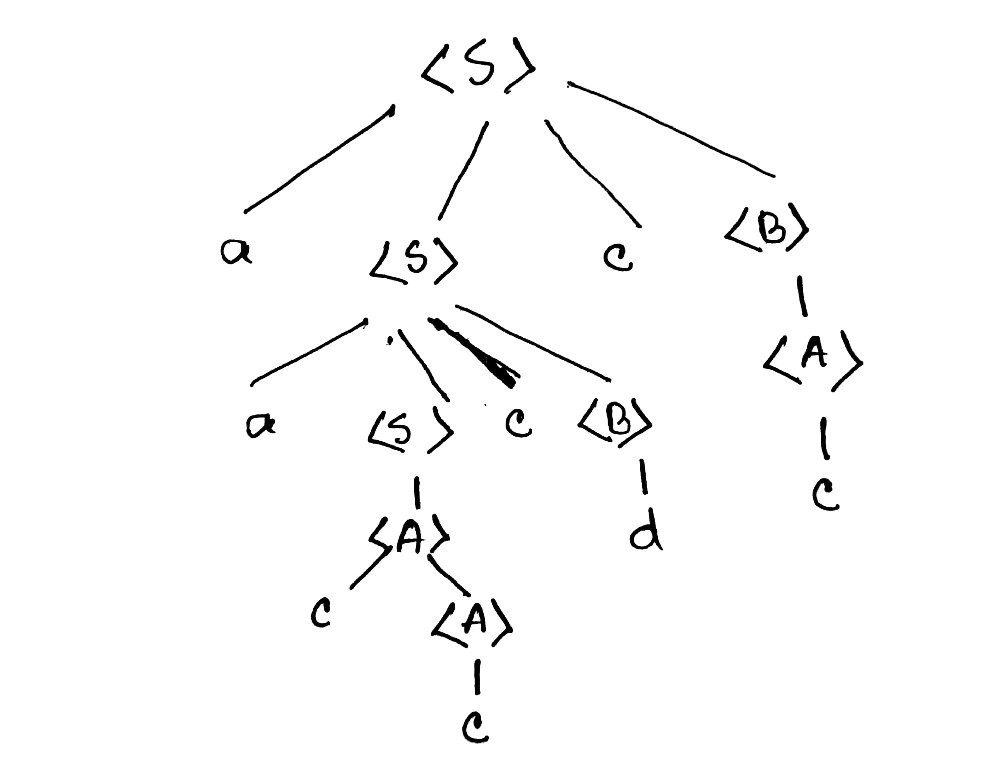 <S>
a <S> c <B>
a <S> c <B> <A>
<A> d c
c <A>
c